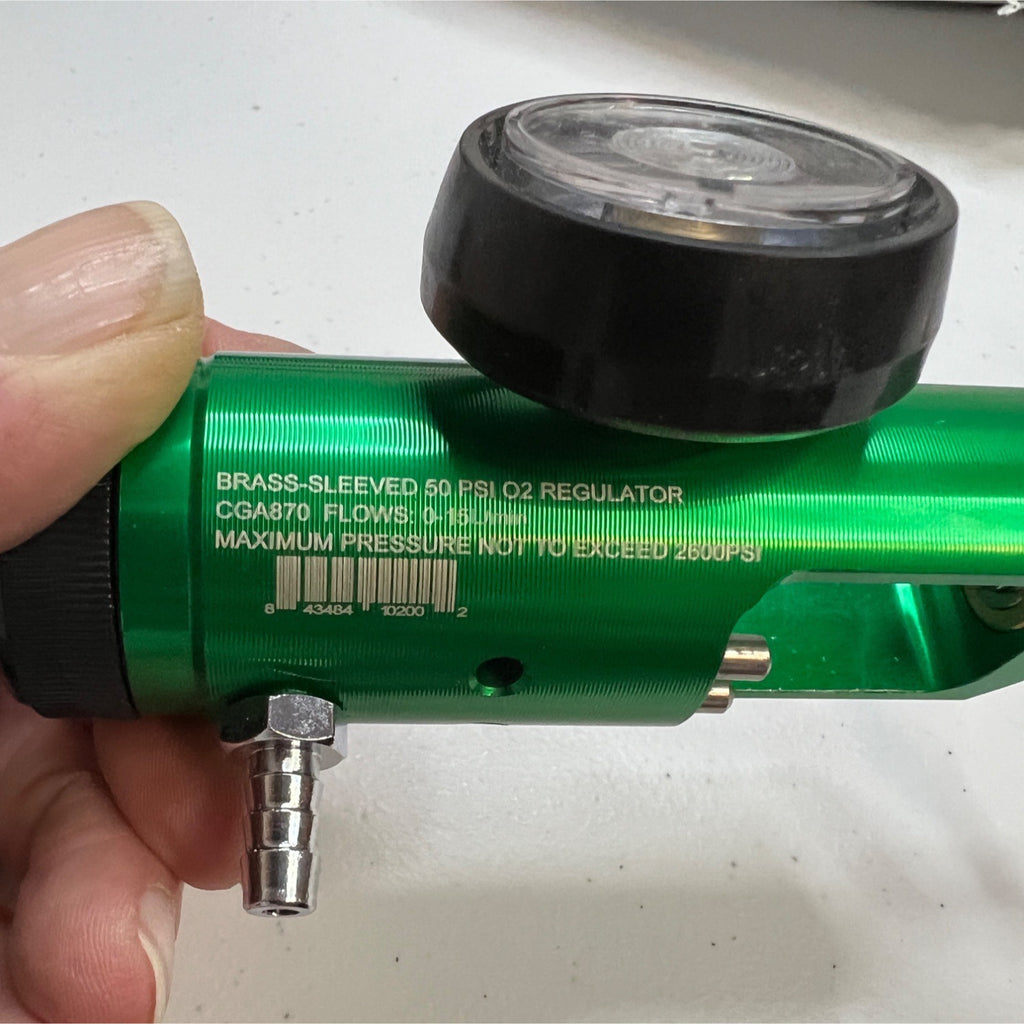 BRASS-SLEEVED 50 PSI O2 REGULATOR
CGA870 FLOWS: 0-15L/min
MAXIMUM PRESSURE NOT TO EXCEED 2600PSI
8 43484 10200 2